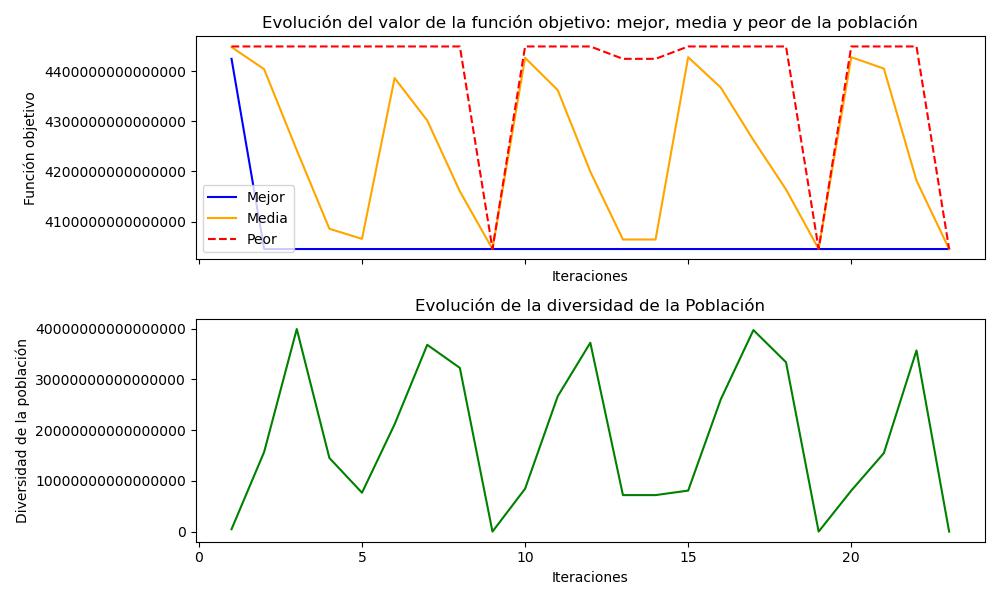 Evolución del valor de la función objetivo: mejor, media y peor de la población
Función objetivo
4400000000000000
4300000000000000
4200000000000000
4100000000000000
Mejor
Media
Peor
Iteraciones
Evolución de la diversidad de la Población
Diversidad de la población
40000000000000000
30000000000000000
20000000000000000
10000000000000000
0
0 5 10 15 20
Iteraciones